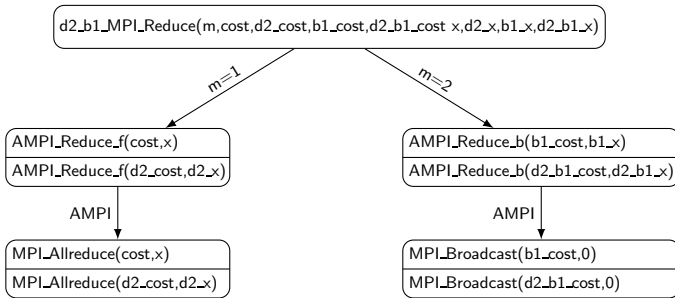 d2_b1_MPI_Reduce(m,cost,d2_cost,b1_cost,d2_b1_cost x,d2_x,b1_x,d2_b1_x)
m=1
m=2
AMPI_Reduce_f(cost,x)
AMPI_Reduce_f(d2_cost,d2_x)
AMPI_Reduce_b(b1_cost,b1_x)
AMPI_Reduce_b(d2_b1_cost,d2_b1_x)
AMPI
AMPI
MPI_Allreduce(cost,x)
MPI_Allreduce(d2_cost,d2_x)
MPI_Broadcast(b1_cost,0)
MPI_Broadcast(d2_b1_cost,0)